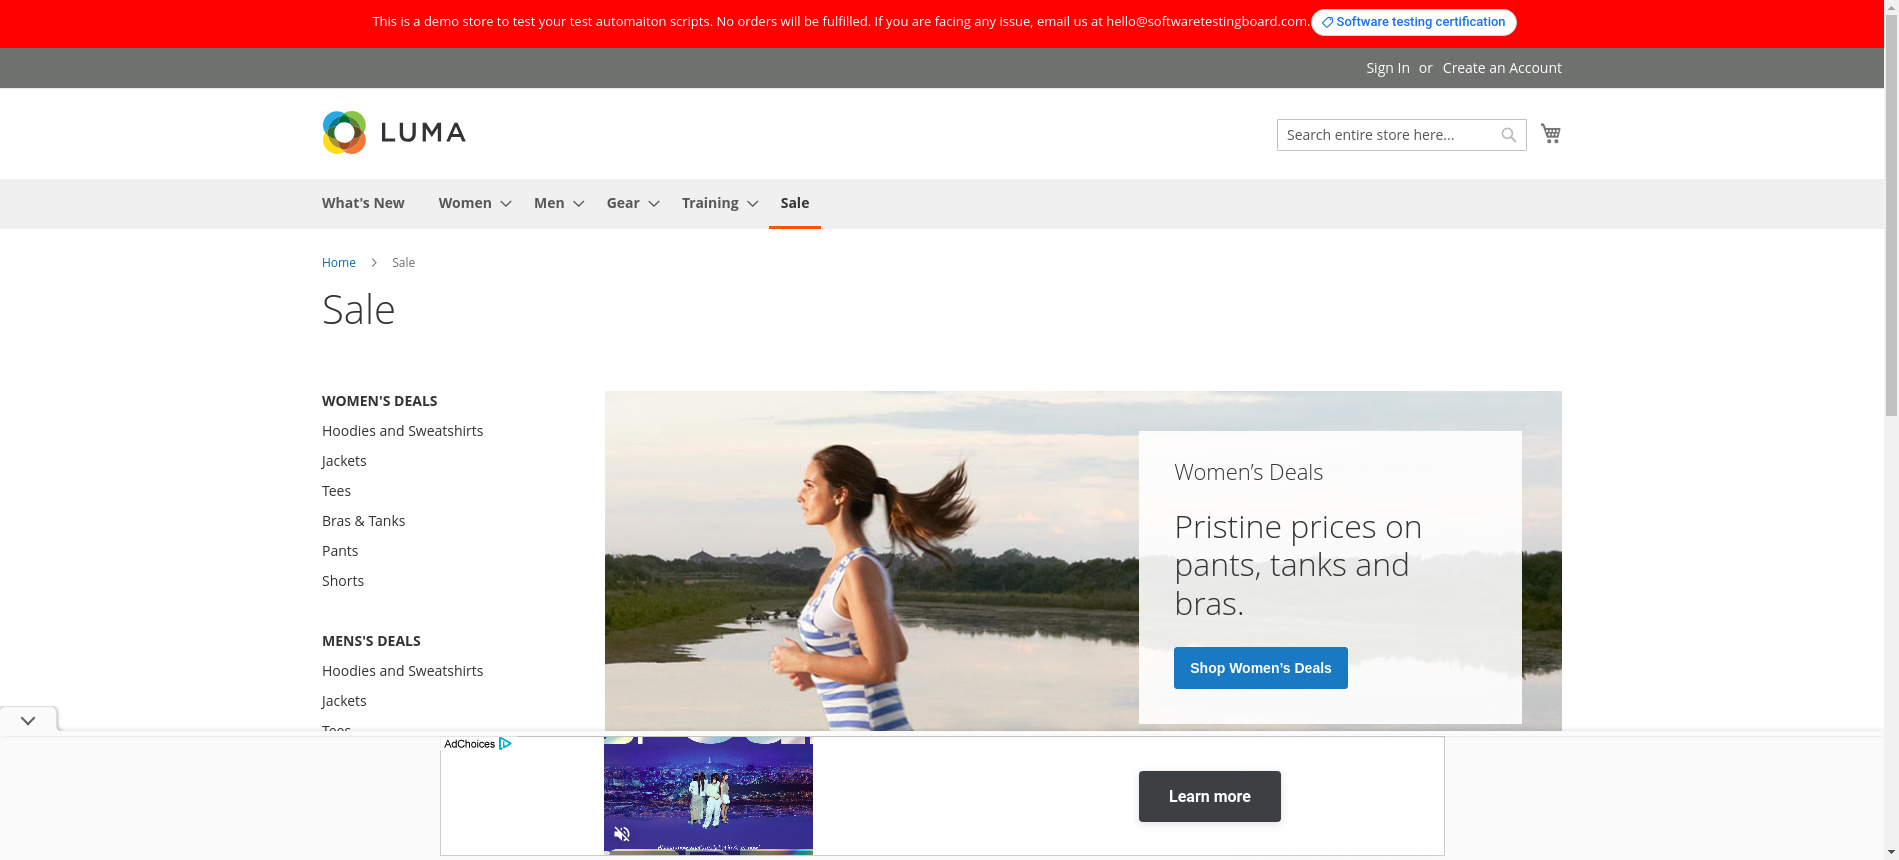 This is a demo store to test your test automaiton scripts. No orders will be fulfilled. If you are facing any issue, email us at hello@softwaretestingboard.com. Software testing certification
Sign In or Create an Account
LUMA
Search entire store here...
What's New Women Men Gear Training Sale
Home Sale
Sale
WOMEN'S DEALS
Hoodies and Sweatshirts
Jackets
Tees
Bras & Tanks
Pants
Shorts
MENS'S DEALS
Hoodies and Sweatshirts
Jackets
Tees
Women’s Deals
Pristine prices on
pants, tanks and
bras.
Shop Women’s Deals
AdChoices
Learn more